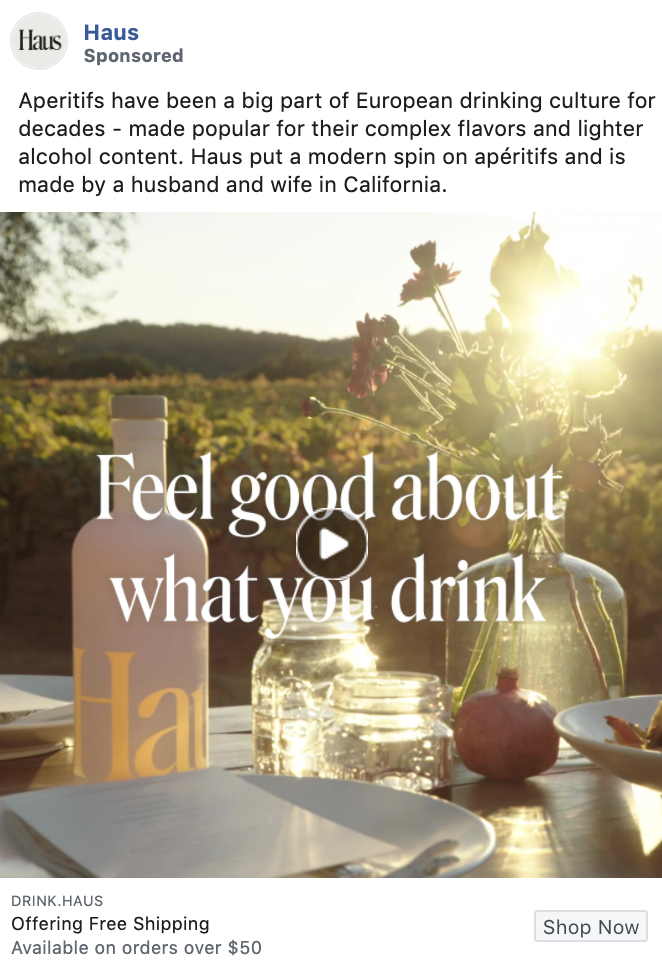 Haus
Haus
Sponsored
Aperitifs have been a big part of European drinking culture for
decades - made popular for their complex flavors and lighter
alcohol content. Haus put a modern spin on apéritifs and is
made by a husband and wife in California.
Feel good about
what you drink
Hau
DRINK.HAUS
Offering Free Shipping
Available on orders over $50
Shop Now